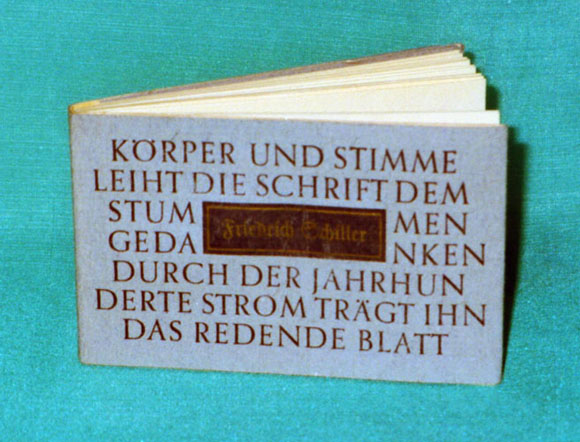 KÖRPER UND STIMME
LEIHT DIE SCHRIFT DEM
STUM MEN
GEDA NKEN
Friedrich Schiller
DURCH DER JAHRHUN
DERTE STROM TRÄGT IHN
DAS REDENDE BLATT